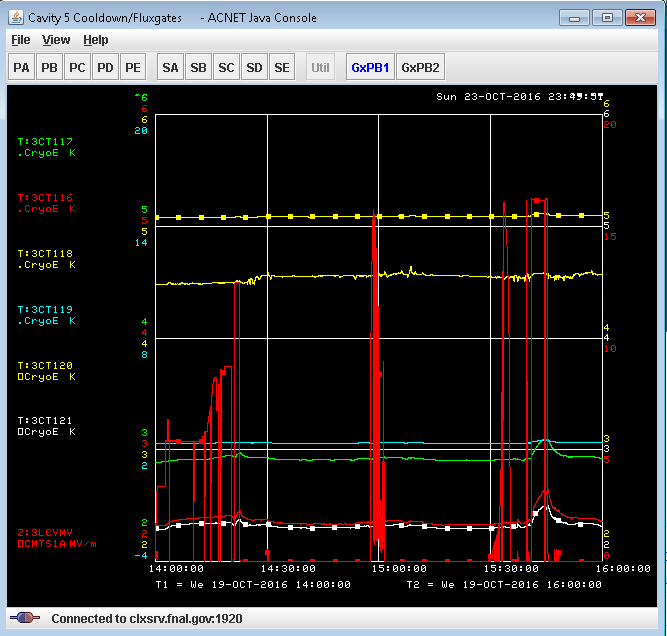 Cavity 5 Cooldown/Fluxgates - ACNET Java Console
File View Help
PA PB PC PD PE SA SB SC SD SE Util GxPB1 GxPB2
Sun 23-OCT-2016
T:3CT117
.CryoE K
T:3CT116
.CryoE K
T:3CT118
.CryoE K
T:3CT119
.CryoE K
T:3CT120
□CryoE K
T:3CT121
□CryoE K
Z:3LCVMV
□CMTS1A MV/m
^6
6
6
20
5
5
5
14
4
4
4
8
3
3
3
2
2
2
2
-4
6
6
20
5
5
15
4
4
10
3
3
5
2
2
0
14:00:00 14:30:00 15:00:00 15:30:00 16:00:00
T1 = We 19-OCT-2016 14:00:00 T2 = We 19-OCT-2016 16:00:00
Connected to clxsrv.fnal.gov:1920